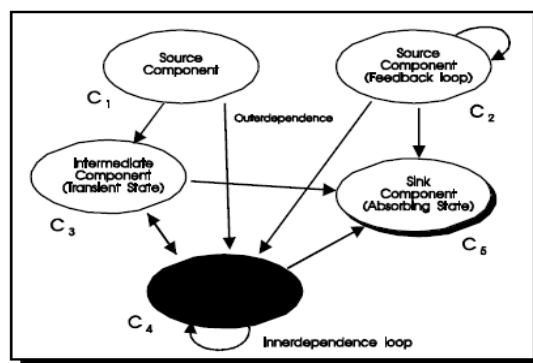 Source
Component
C1
Source
Component
(Feedback loop)
C2
Outerdependence
Intermediate
Component
(Transient State)
C3
Sink
Component
(Absorbing State)
C5
C4
Innerdependence loop